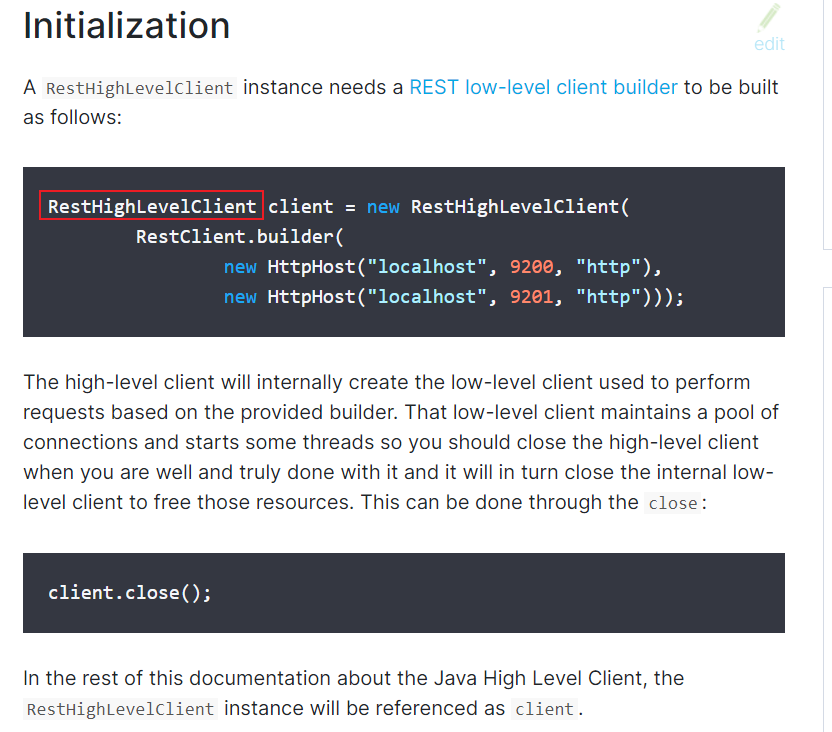 Initialization
edit
A RestHighLevelClient instance needs a REST low-level client builder to be built
as follows:
RestHighLevelClient client = new RestHighLevelClient(
        RestClient.builder(
                new HttpHost("localhost", 9200, "http"),
                new HttpHost("localhost", 9201, "http")));
The high-level client will internally create the low-level client used to perform
requests based on the provided builder. That low-level client maintains a pool of
connections and starts some threads so you should close the high-level client
when you are well and truly done with it and it will in turn close the internal low-
level client to free those resources. This can be done through the close:
client.close();
In the rest of this documentation about the Java High Level Client, the
RestHighLevelClient instance will be referenced as client.